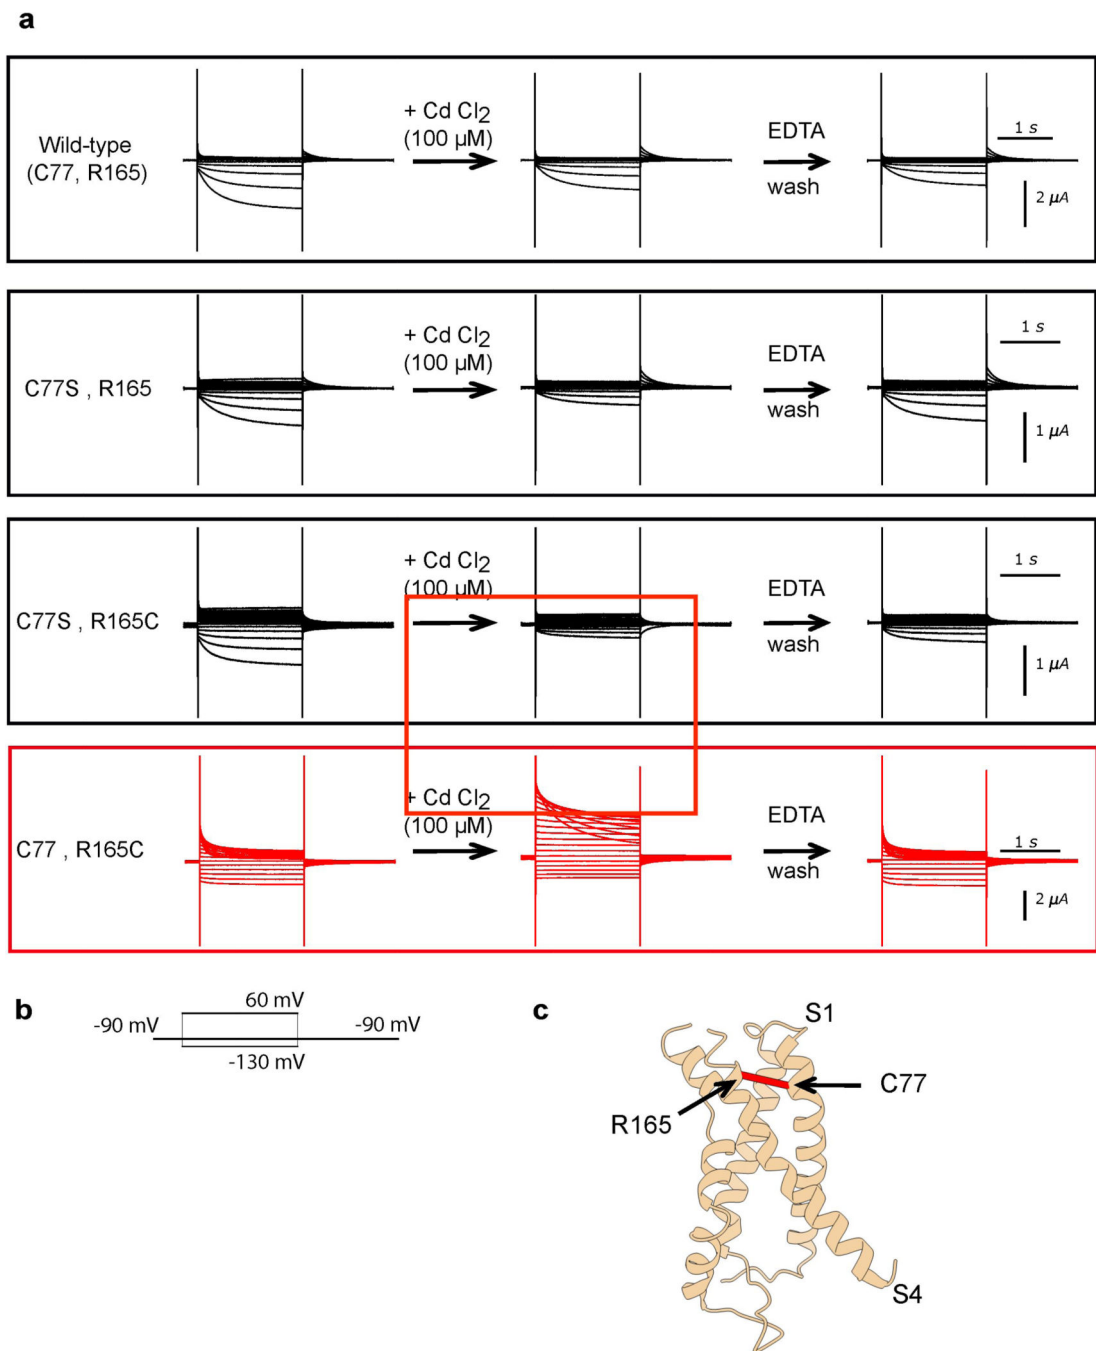 a
Wild-type
(C77, R165)
+ Cd Cl2
(100 µM)
EDTA
wash
1 s
2 µA
C77S , R165
+ Cd Cl2
(100 µM)
EDTA
wash
1 s
1 µA
C77S , R165C
+ Cd Cl2
(100 µM)
EDTA
wash
1 s
1 µA
C77 , R165C
+ Cd Cl2
(100 µM)
EDTA
wash
1 s
2 µA
b
60 mV
-90 mV
-90 mV
-130 mV
c
S1
C77
R165
S4